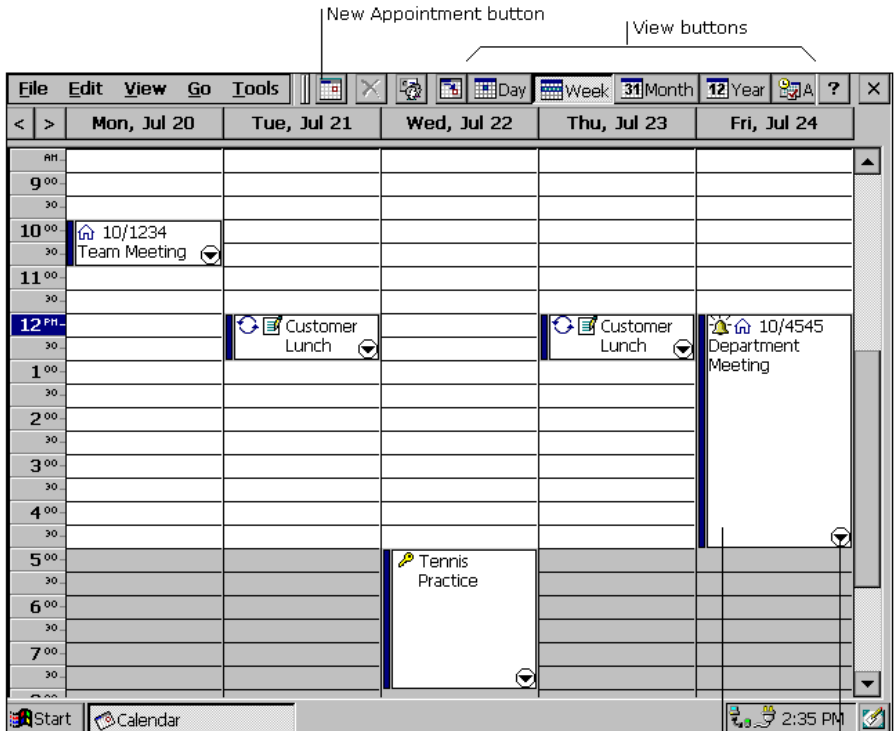 New Appointment button
View buttons
File Edit View Go Tools Day Week 31 Month 12 Year A ? ×
< > Mon, Jul 20 Tue, Jul 21 Wed, Jul 22 Thu, Jul 23 Fri, Jul 24
AM
9 00
30
10 00 10/1234
30 Team Meeting
11 00
30
12 PM Customer Customer 10/4545
30 Lunch Lunch Department
1 00 Meeting
30
2 00
30
3 00
30
4 00
30
5 00 Tennis
30 Practice
6 00
30
7 00
30
Start Calendar 2:35 PM